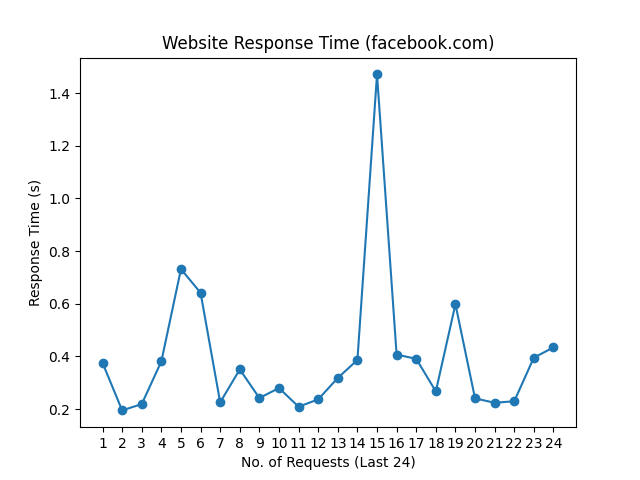 Website Response Time (facebook.com)
Response Time (s)
1.4
1.2
1.0
0.8
0.6
0.4
0.2
1 2 3 4 5 6 7 8 9 10 11 12 13 14 15 16 17 18 19 20 21 22 23 24
No. of Requests (Last 24)